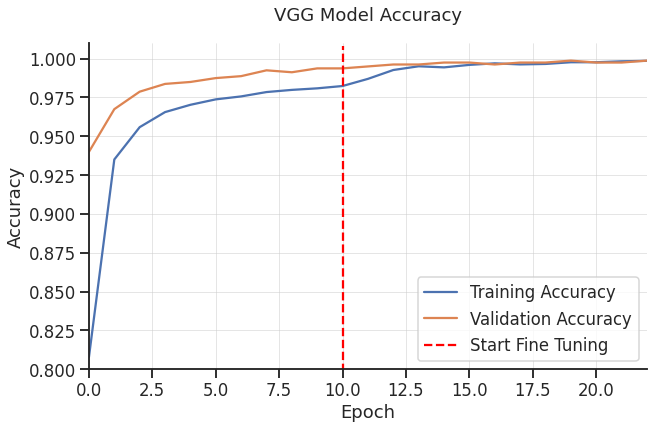 VGG Model Accuracy
1.000
0.975
0.950
0.925
0.900
0.875
0.850
0.825
0.800
Accuracy
Training Accuracy
Validation Accuracy
Start Fine Tuning
0.0 2.5 5.0 7.5 10.0 12.5 15.0 17.5 20.0
Epoch